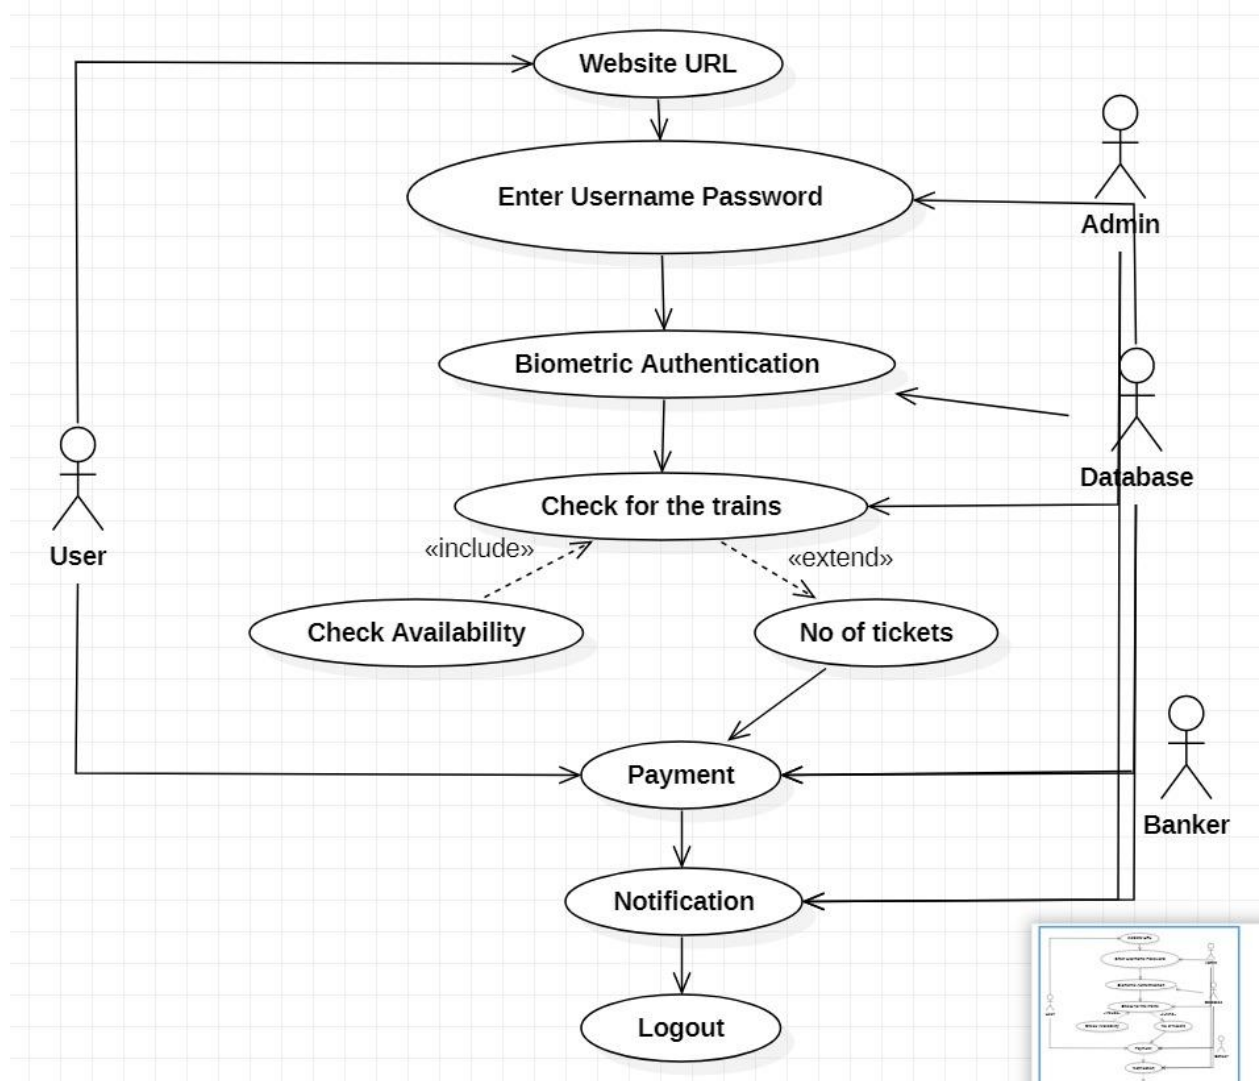 Website URL
Enter Username Password
Admin
Biometric Authentication
Database
Check for the trains
User
«include»
«extend»
Check Availability
No of tickets
Payment
Banker
Notification
Logout